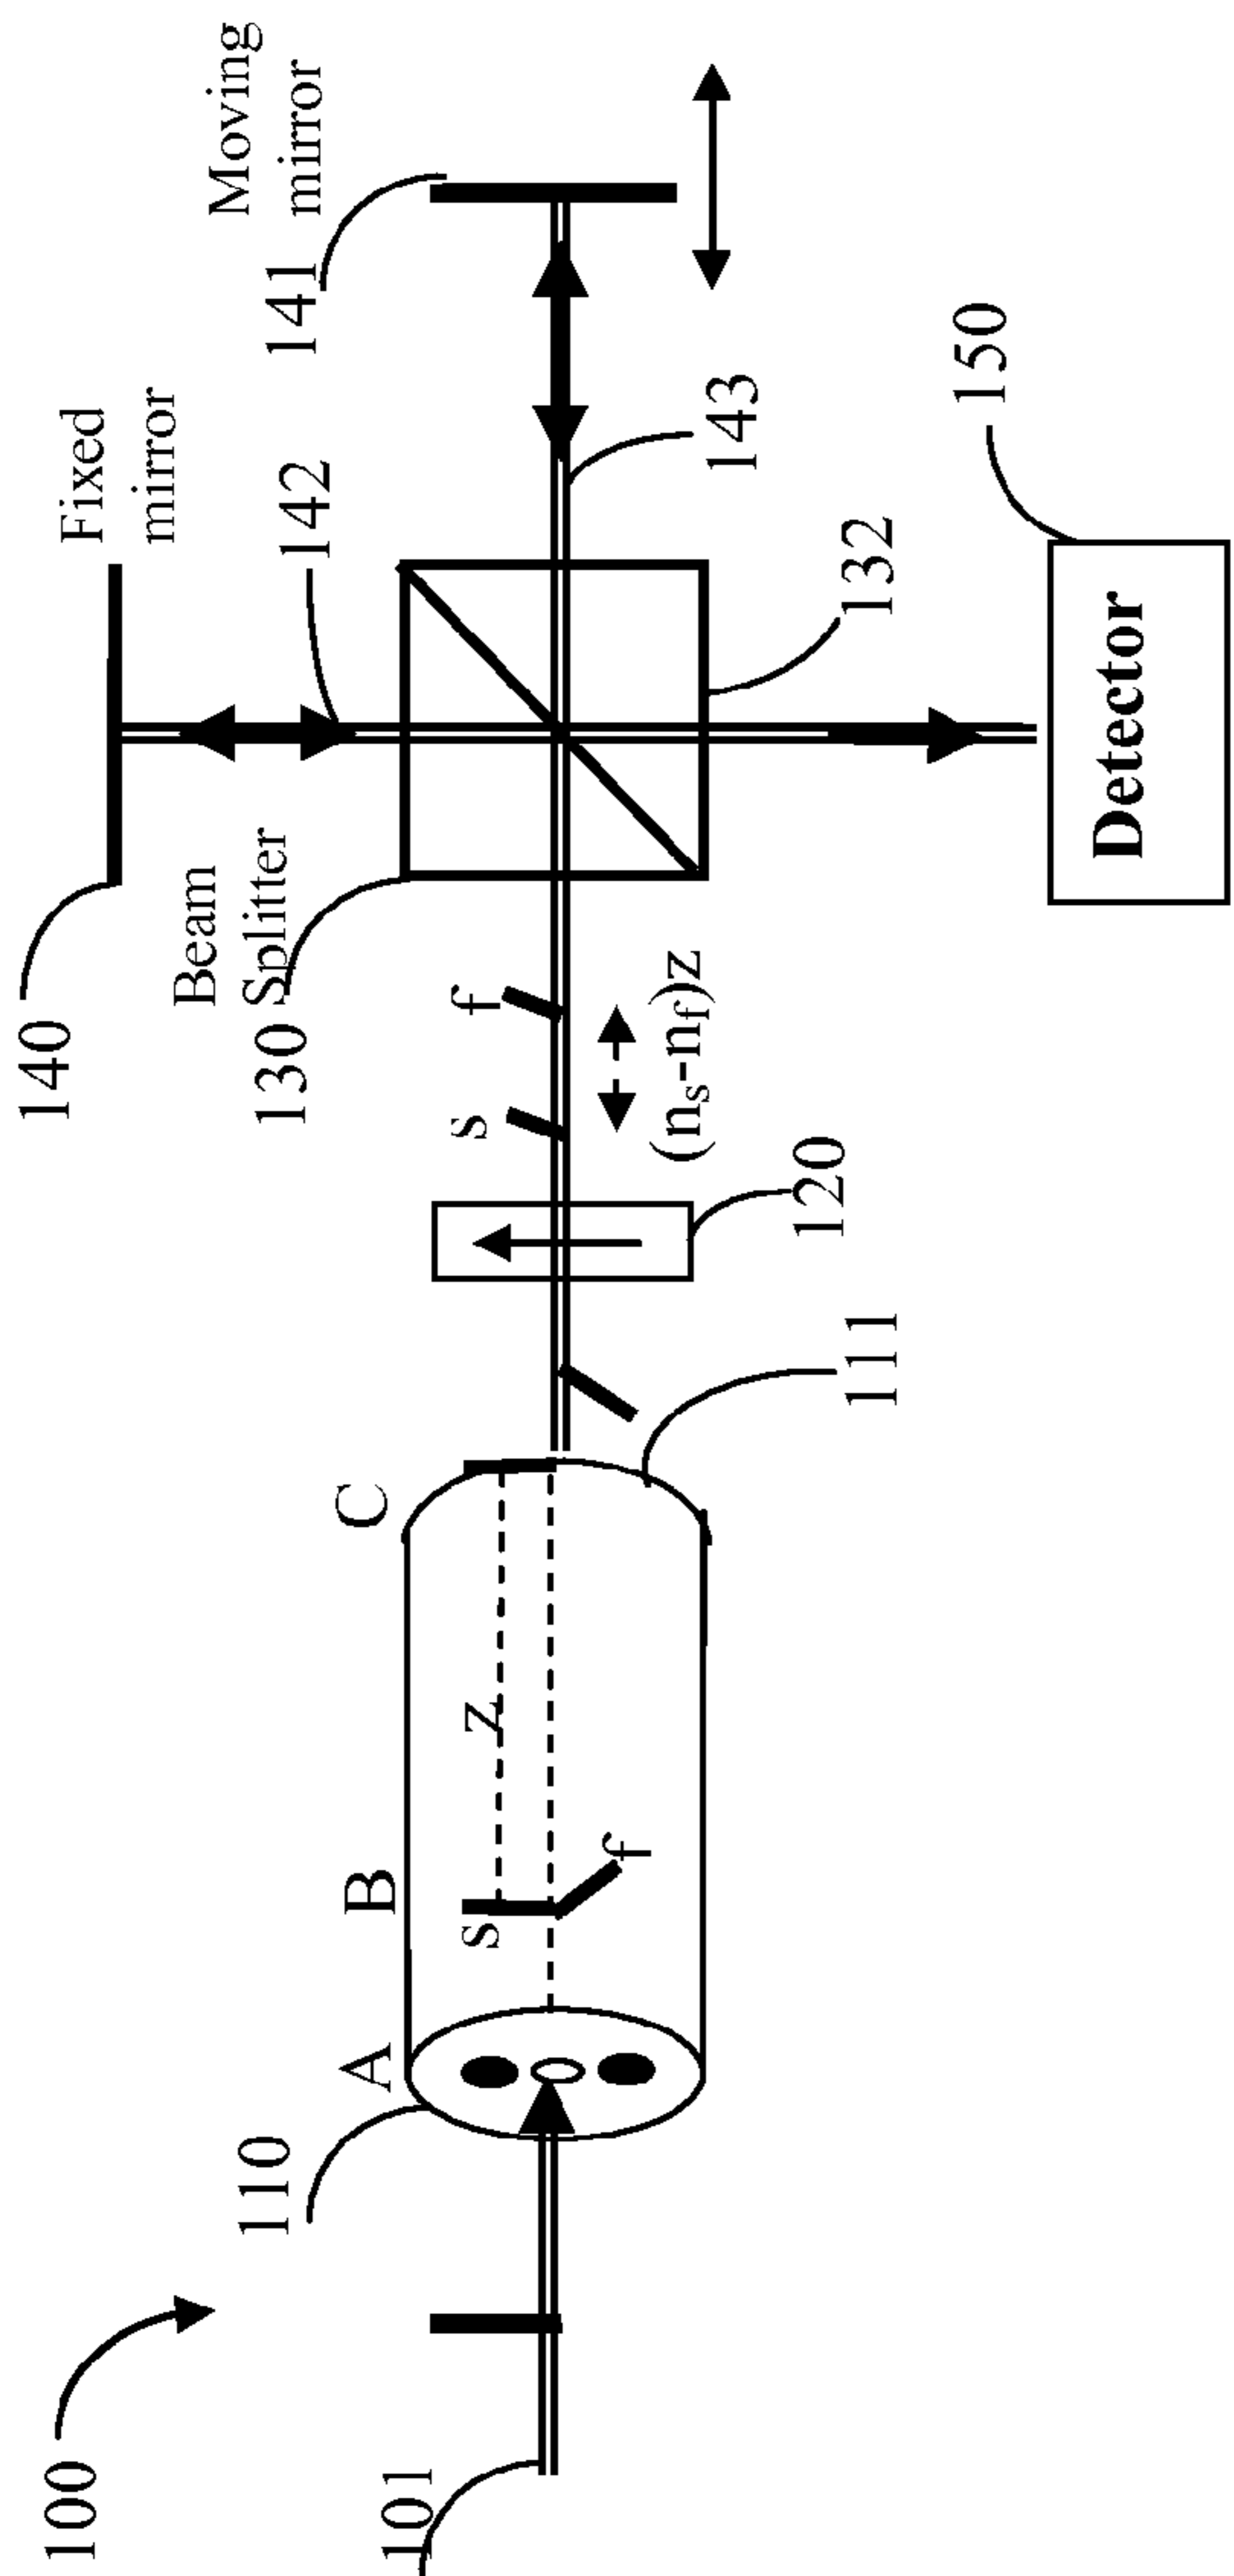 100
101
110
A
B
C
s
f
z
111
120
s
f
(nₛ-n_f)z
Beam
Splitter
130
132
140
Fixed
mirror
142
143
141
Moving
mirror
150
Detector